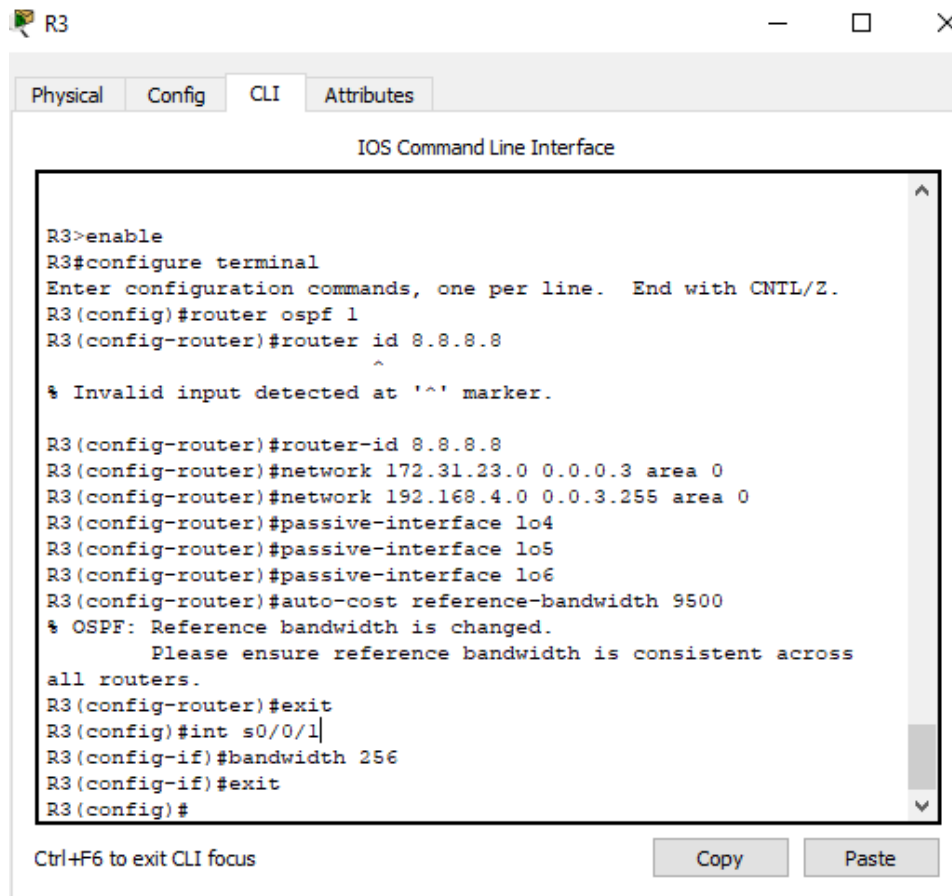 R3
Physical Config CLI Attributes
IOS Command Line Interface
R3>enable
R3#configure terminal
Enter configuration commands, one per line.  End with CNTL/Z.
R3(config)#router ospf 1
R3(config-router)#router id 8.8.8.8
^
% Invalid input detected at '^' marker.
R3(config-router)#router-id 8.8.8.8
R3(config-router)#network 172.31.23.0 0.0.0.3 area 0
R3(config-router)#network 192.168.4.0 0.0.3.255 area 0
R3(config-router)#passive-interface lo4
R3(config-router)#passive-interface lo5
R3(config-router)#passive-interface lo6
R3(config-router)#auto-cost reference-bandwidth 9500
% OSPF: Reference bandwidth is changed.
Please ensure reference bandwidth is consistent across
all routers.
R3(config-router)#exit
R3(config)#int s0/0/1
R3(config-if)#bandwidth 256
R3(config-if)#exit
R3(config)#
Ctrl+F6 to exit CLI focus
Copy Paste